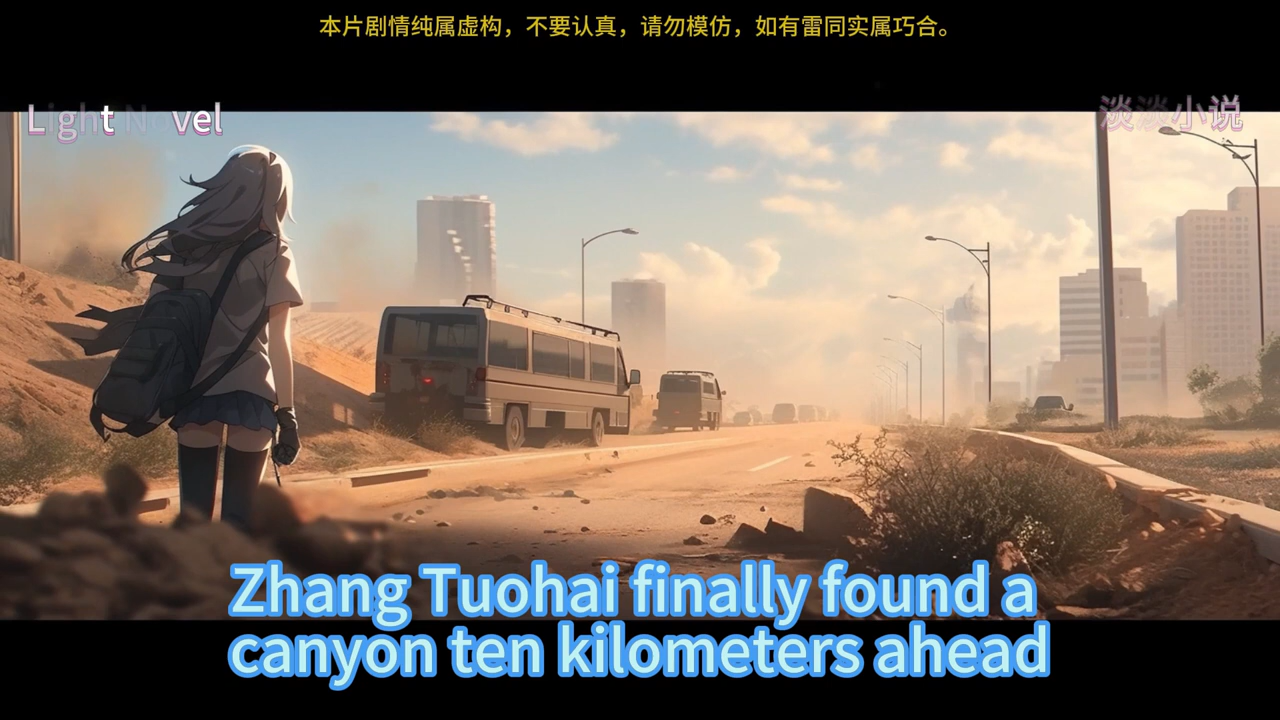 本片剧情纯属虚构，不要认真，请勿模仿，如有雷同实属巧合。
Light Novel
淡淡小说
Zhang Tuohai finally found a
canyon ten kilometers ahead